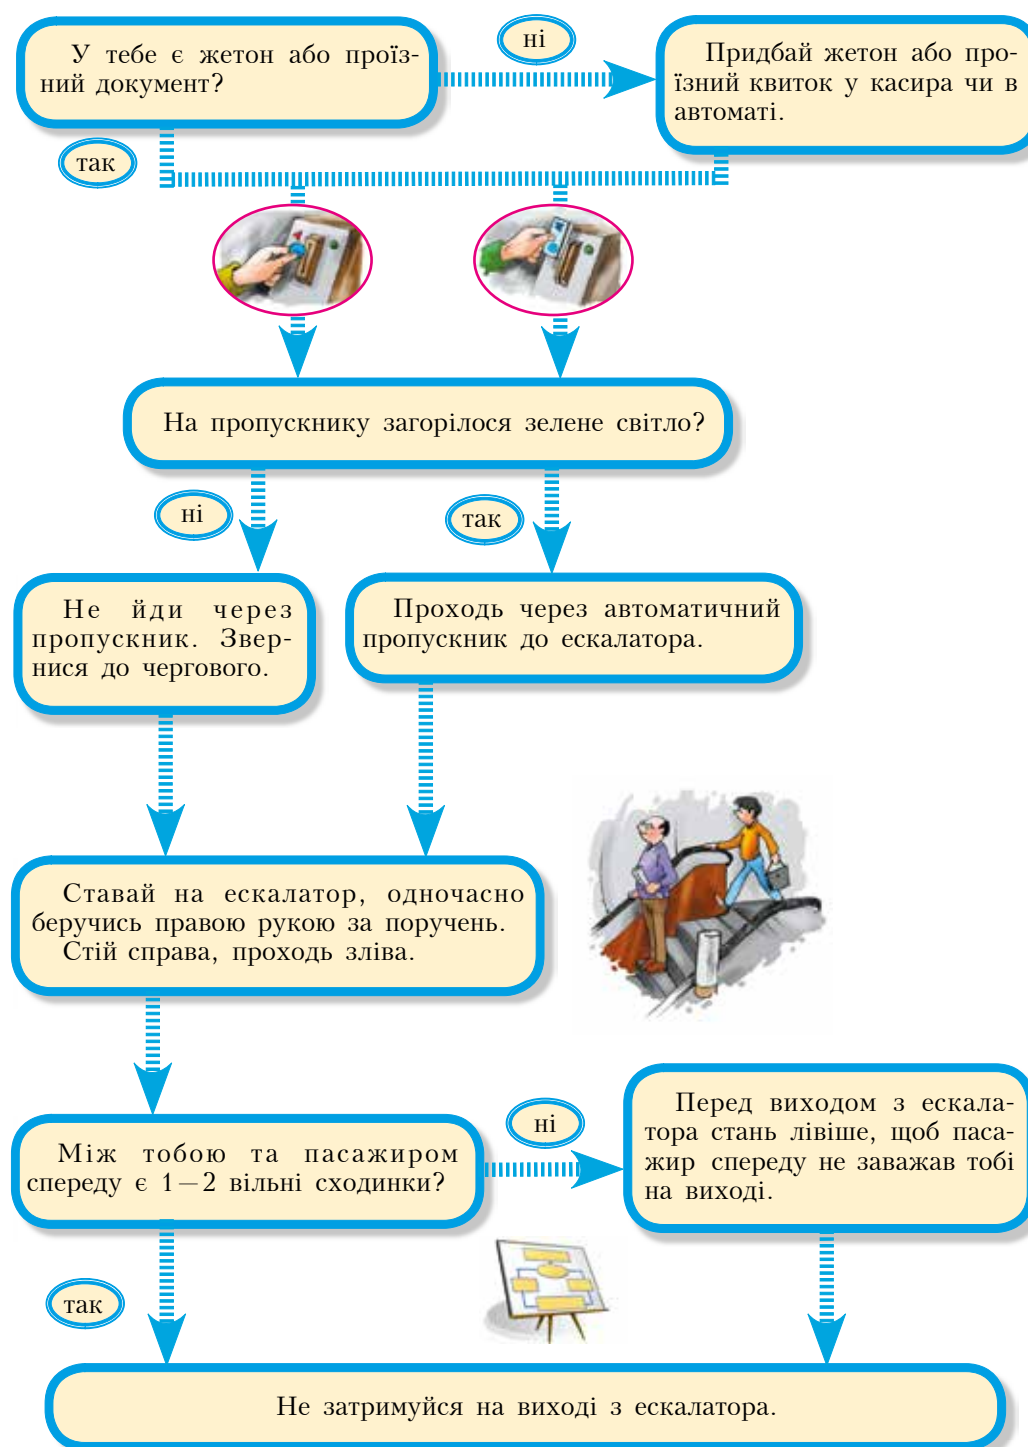 У тебе є жетон або проїз-
ний документ?
ні
Придбай жетон або про-
їзний квиток у касира чи в
автоматі.
так
На пропускнику загорілося зелене світло?
ні
так
Не йди через
пропускник. Звер-
нися до чергового.
Проходь через автоматичний
пропускник до ескалатора.
Ставай на ескалатор, одночасно
беручись правою рукою за поручень.
Стій справа, проходь зліва.
Між тобою та пасажиром
спереду є 1—2 вільні сходинки?
ні
Перед виходом з ескала-
тора стань лівіше, щоб паса-
жир спереду не заважав тобі
на виході.
так
Не затримуйся на виході з ескалатора.